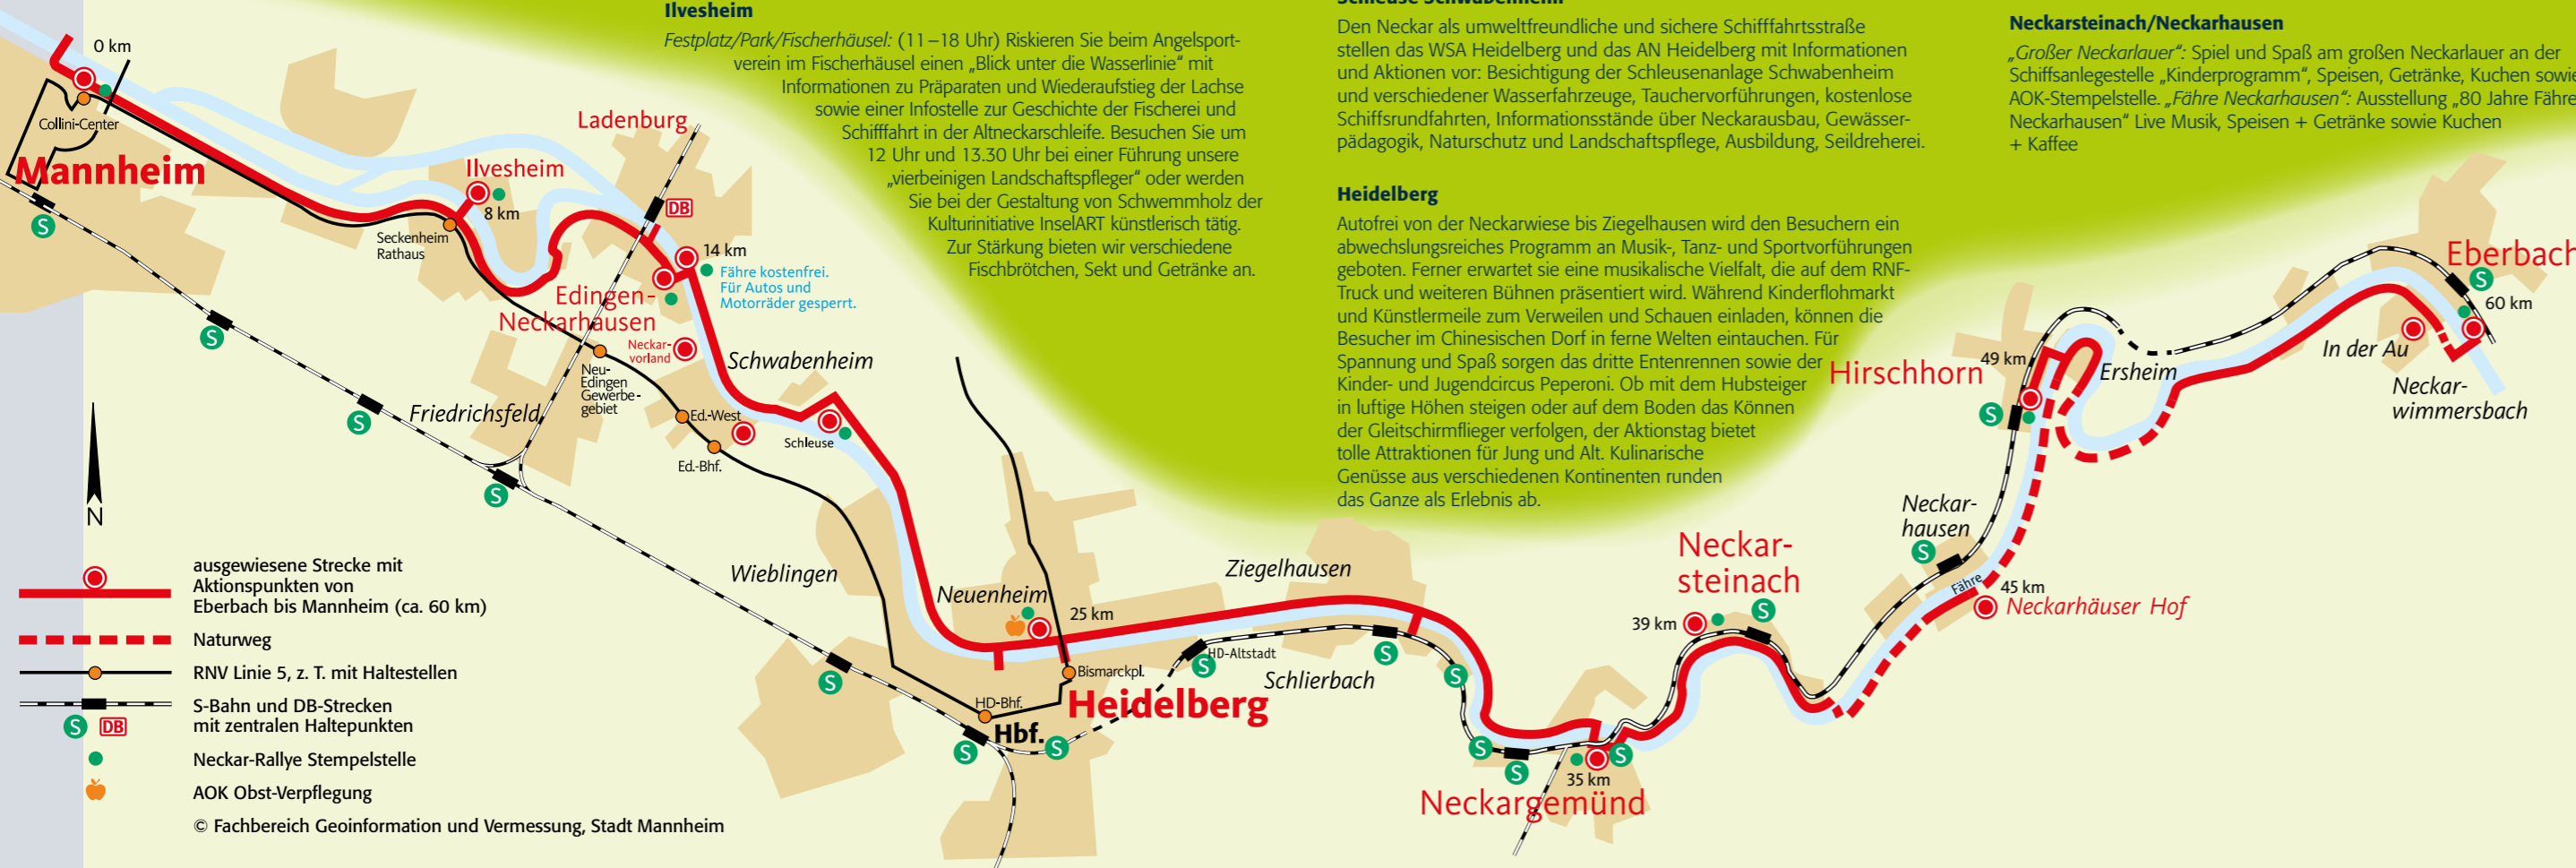 Ilvesheim
Festplatz/Park/Fischerhäusel: (11–18 Uhr) Riskieren Sie beim Angelsport-
verein im Fischerhäusel einen „Blick unter die Wasserlinie“ mit
Informationen zu Präparaten und Wiederaufstieg der Lachse
sowie einer Infostelle zur Geschichte der Fischerei und
Schifffahrt in der Altneckarschleife. Besuchen Sie um
12 Uhr und 13.30 Uhr bei einer Führung unsere
„vierbeinigen Landschaftspfleger“ oder werden
Sie bei der Gestaltung von Schwemmholz der
Kulturinitiative InselART künstlerisch tätig.
Zur Stärkung bieten wir verschiedene
Fischbrötchen, Sekt und Getränke an.
Schleuse Schwabenheim
Den Neckar als umweltfreundliche und sichere Schifffahrtsstraße
stellen das WSA Heidelberg und das AN Heidelberg mit Informationen
und Aktionen vor: Besichtigung der Schleusenanlage Schwabenheim
und verschiedener Wasserfahrzeuge, Tauchervorführungen, kostenlose
Schiffsrundfahrten, Informationsstände über Neckarausbau, Gewässer-
pädagogik, Naturschutz und Landschaftspflege, Ausbildung, Seildreherei.
Heidelberg
Autofrei von der Neckarwiese bis Ziegelhausen wird den Besuchern ein
abwechslungsreiches Programm an Musik-, Tanz- und Sportvorführungen
geboten. Ferner erwartet sie eine musikalische Vielfalt, die auf dem RNF-
Truck und weiteren Bühnen präsentiert wird. Während Kinderflohmarkt
und Künstlermeile zum Verweilen und Schauen einladen, können die
Besucher im Chinesischen Dorf in ferne Welten eintauchen. Für
Spannung und Spaß sorgen das dritte Entenrennen sowie der
Kinder- und Jugendcircus Peperoni. Ob mit dem Hubsteiger
in luftige Höhen steigen oder auf dem Boden das Können
der Gleitschirmflieger verfolgen, der Aktionstag bietet
tolle Attraktionen für Jung und Alt. Kulinarische
Genüsse aus verschiedenen Kontinenten runden
das Ganze als Erlebnis ab.
Neckarsteinach/Neckarhausen
„Großer Neckarlauer“: Spiel und Spaß am großen Neckarlauer an der
Schiffsanlegestelle „Kinderprogramm“, Speisen, Getränke, Kuchen sowie
AOK-Stempelstelle. „Fähre Neckarhausen“: Ausstellung „80 Jahre Fähre
Neckarhausen“ Live Musik, Speisen + Getränke sowie Kuchen
+ Kaffee
0 km
Collini-Center
Mannheim
S
S
S
S
Seckenheim
Rathaus
Ilvesheim
8 km
Ladenburg
DB
14 km
Fähre kostenfrei.
Für Autos und
Motorräder gesperrt.
Edingen-
Neckarhausen
Neckar-
vorland
Neu-
Edingen
Gewerbe-
gebiet
Friedrichsfeld
Ed.-West
Ed.-Bhf.
Schwabenheim
Schleuse
Wieblingen
S
Neuenheim
25 km
Bismarckpl.
HD-Bhf.
Heidelberg
Hbf.
S
S
HD-Altstadt
S
Ziegelhausen
Schlierbach
S
S
S
S
S
35 km
Neckargemünd
Neckar-
steinach
39 km
S
Neckar-
hausen
S
Fähre
45 km
Neckarhäuser Hof
Hirschhorn
49 km
S
Ersheim
Eberbach
S
60 km
In der Au
Neckar-
wimmersbach
N
ausgewiesene Strecke mit
Aktionspunkten von
Eberbach bis Mannheim (ca. 60 km)
Naturweg
RNV Linie 5, z. T. mit Haltestellen
S-Bahn und DB-Strecken
mit zentralen Haltepunkten
S DB
Neckar-Rallye Stempelstelle
AOK Obst-Verpflegung
© Fachbereich Geoinformation und Vermessung, Stadt Mannheim